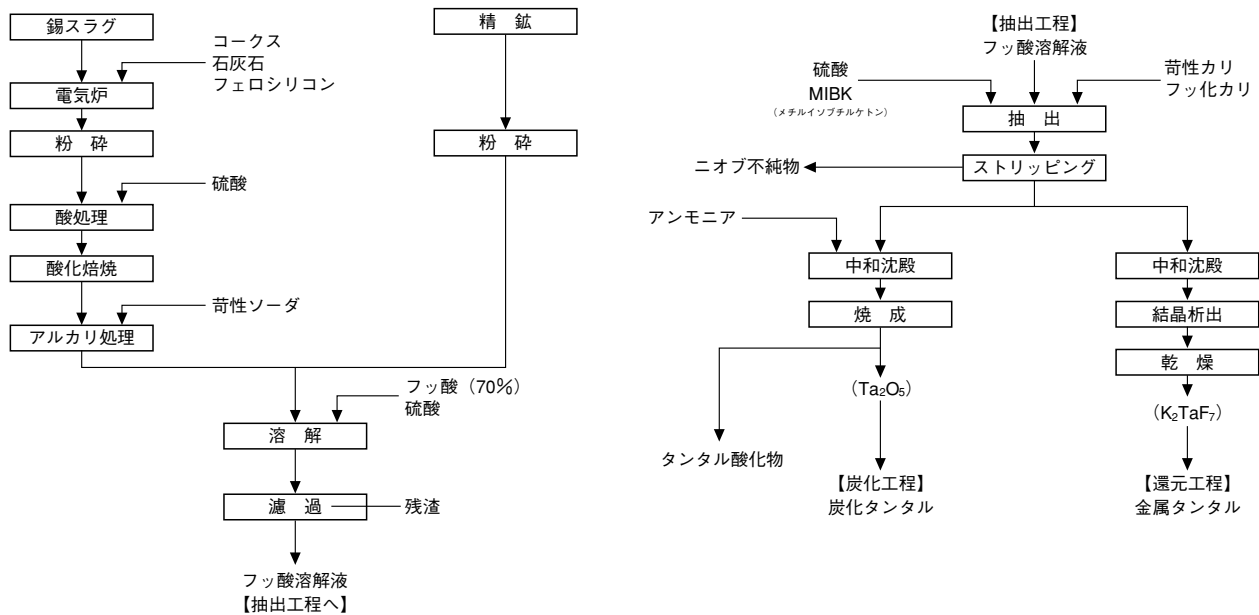 錫スラグ
コークス
石灰石
フェロシリコン
電気炉
粉　砕
硫酸
酸処理
酸化焙焼
苛性ソーダ
アルカリ処理
精　鉱
粉　砕
フッ酸（70％）
硫酸
溶　解
濾　過
残渣
フッ酸溶解液
【抽出工程へ】
【抽出工程】
フッ酸溶解液
硫酸
MIBK
（メチルイソブチルケトン）
苛性カリ
フッ化カリ
抽　出
ストリッピング
ニオブ不純物
アンモニア
中和沈殿
焼　成
（Ta₂O₅）
タンタル酸化物
【炭化工程】
炭化タンタル
中和沈殿
結晶析出
乾　燥
（K₂TaF₇）
【還元工程】
金属タンタル